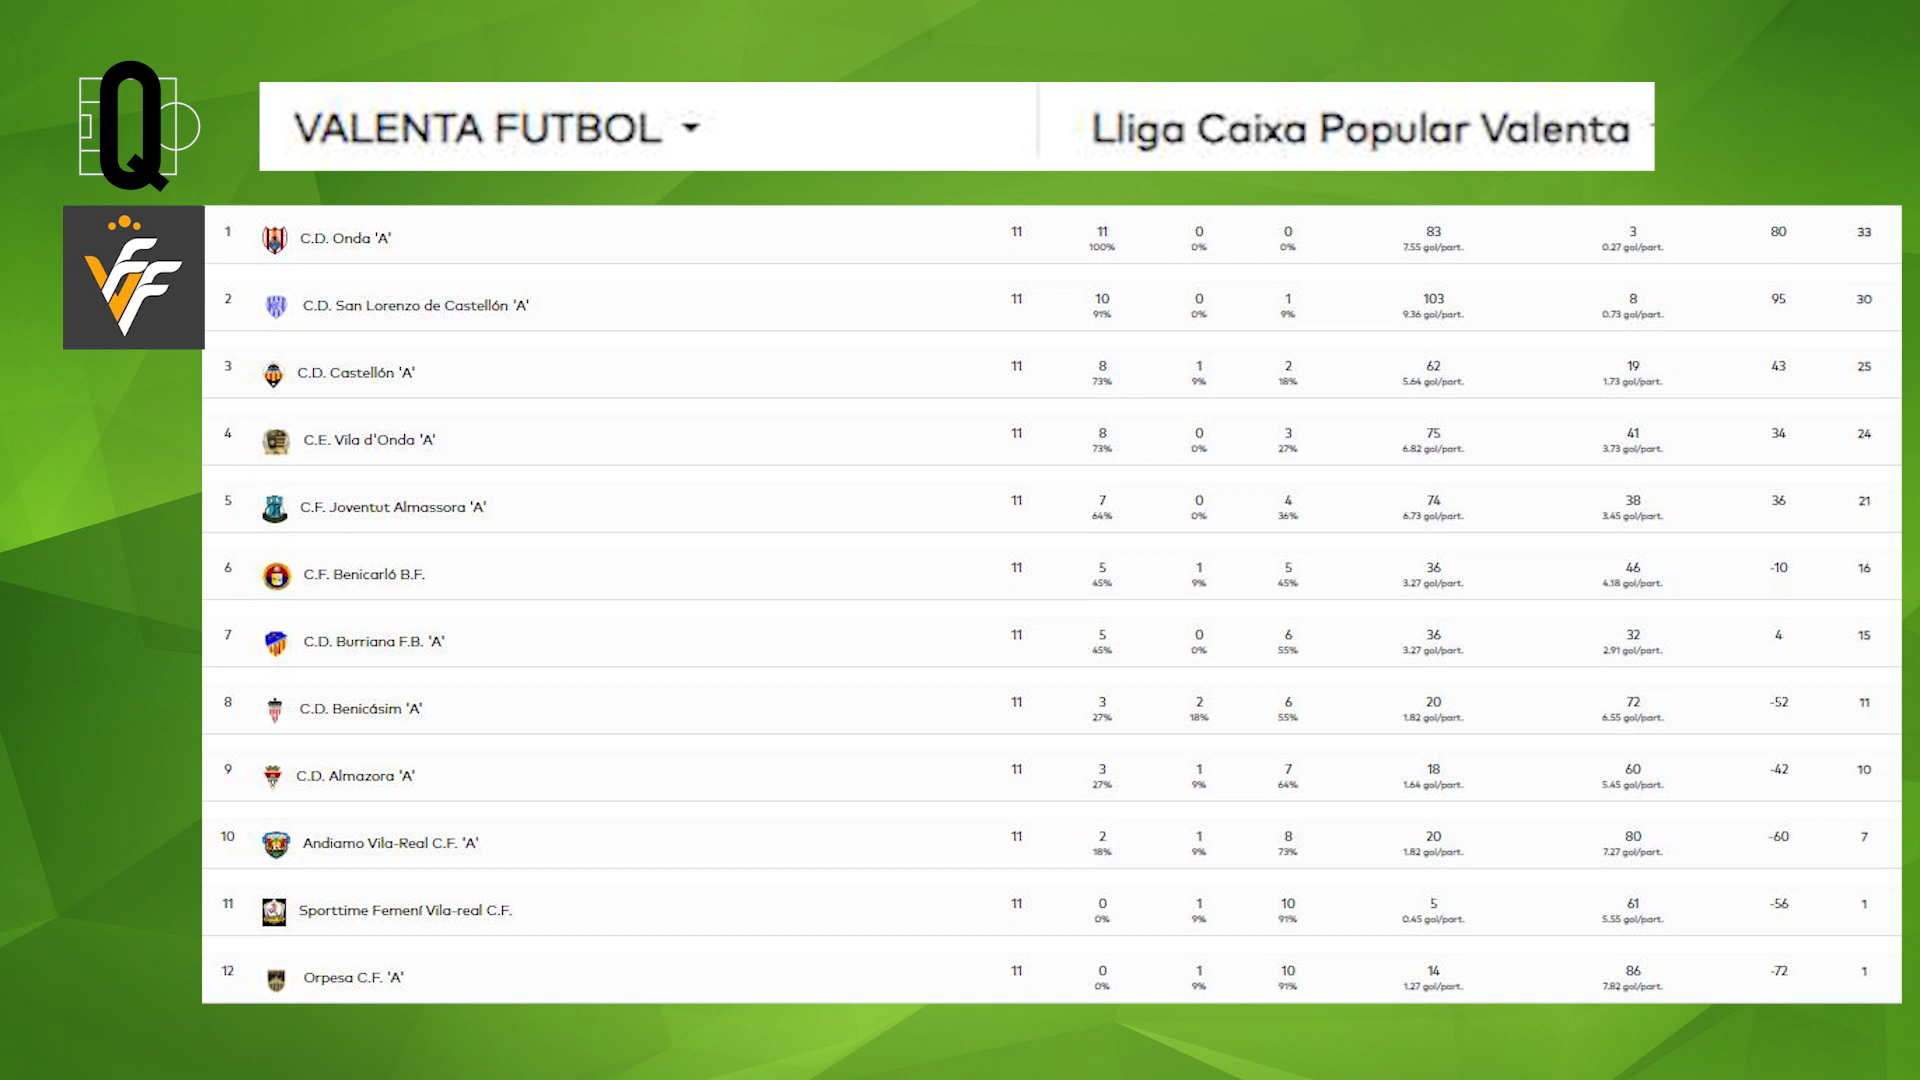 Q
VALENTA FUTBOL
Lliga Caixa Popular Valenta
VFF
1 C.D. Onda 'A' 11 11 0 0 83 3 80 33
100% 0% 0% 7.55 gol/part. 0.27 gol/part.
2 C.D. San Lorenzo de Castellón 'A' 11 10 0 1 103 8 95 30
91% 0% 9% 9.36 gol/part. 0.73 gol/part.
3 C.D. Castellón 'A' 11 8 1 2 62 19 43 25
73% 9% 18% 5.64 gol/part. 1.73 gol/part.
4 C.E. Vila d'Onda 'A' 11 8 0 3 75 41 34 24
73% 0% 27% 6.82 gol/part. 3.73 gol/part.
5 C.F. Joventut Almassora 'A' 11 7 0 4 74 38 36 21
64% 0% 36% 6.73 gol/part. 3.45 gol/part.
6 C.F. Benicarló B.F. 11 5 1 5 36 46 -10 16
45% 9% 45% 3.27 gol/part. 4.18 gol/part.
7 C.D. Burriana F.B. 'A' 11 5 0 6 36 32 4 15
45% 0% 55% 3.27 gol/part. 2.91 gol/part.
8 C.D. Benicásim 'A' 11 3 2 6 20 72 -52 11
27% 18% 55% 1.82 gol/part. 6.55 gol/part.
9 C.D. Almazora 'A' 11 3 1 7 18 60 -42 10
27% 9% 64% 1.64 gol/part. 5.45 gol/part.
10 Andiamo Vila-Real C.F. 'A' 11 2 1 8 20 80 -60 7
18% 9% 73% 1.82 gol/part. 7.27 gol/part.
11 Sporttime Femení Vila-real C.F. 11 0 1 10 5 61 -56 1
0% 9% 91% 0.45 gol/part. 5.55 gol/part.
12 Orpesa C.F. 'A' 11 0 1 10 14 86 -72 1
0% 9% 91% 1.27 gol/part. 7.82 gol/part.